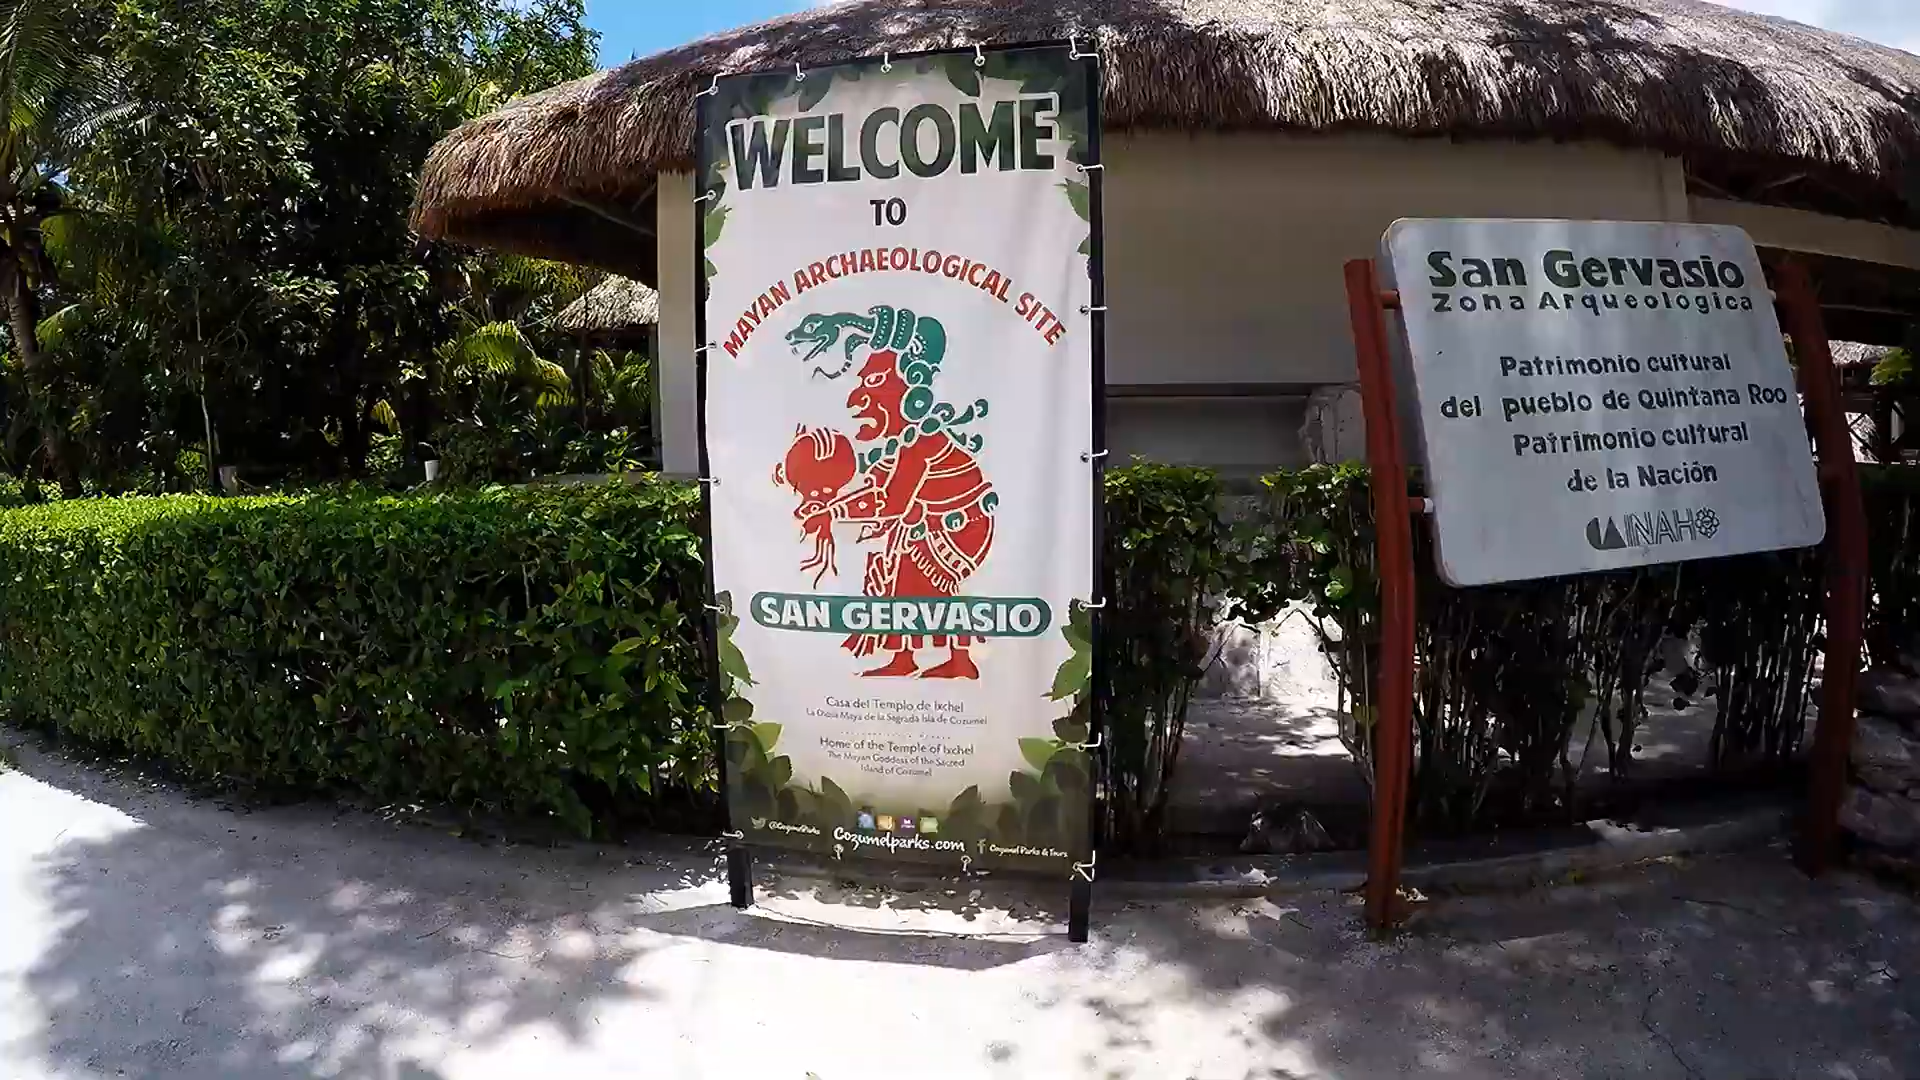 WELCOME
TO
MAYAN ARCHAEOLOGICAL SITE
SAN GERVASIO
Casa del Templo de Ixchel
La Diosa Maya de la Sagrada Isla de Cozumel
Home of the Temple of Ixchel
The Mayan Goddess of the Sacred
Island of Cozumel
@CozumelParks
Cozumelparks.com
Cozumel Parks & Tours
San Gervasio
Zona Arqueológica
Patrimonio cultural
del pueblo de Quintana Roo
Patrimonio cultural
de la Nación
INAH